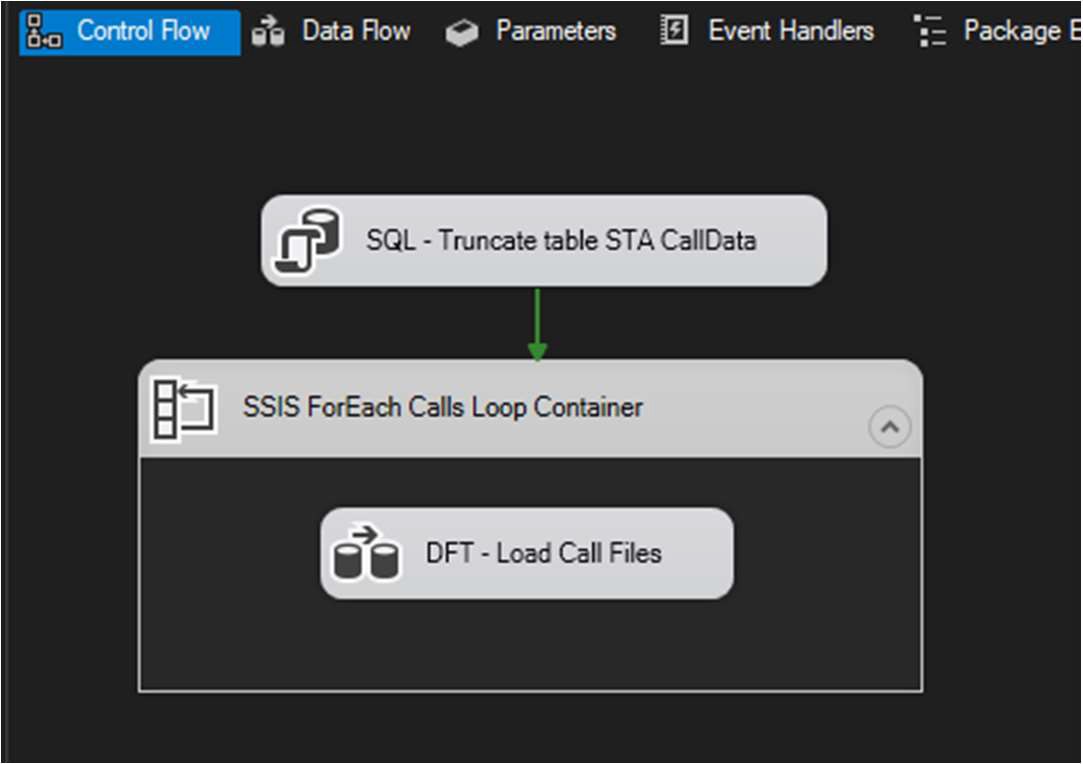 Control Flow Data Flow Parameters Event Handlers Package E
SQL - Truncate table STA CallData
SSIS ForEach Calls Loop Container
DFT - Load Call Files